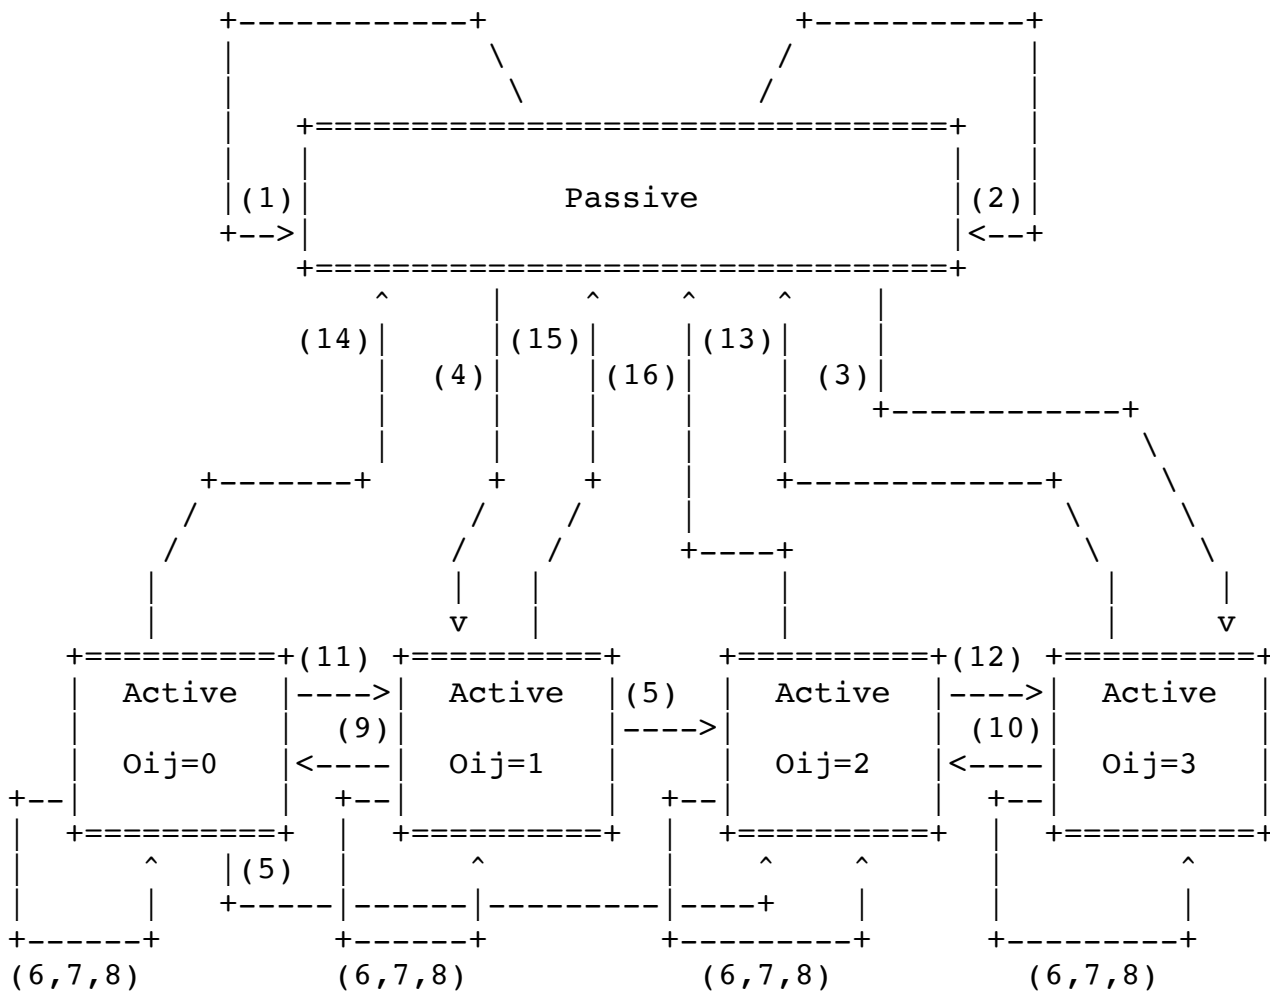 (1) Passive (2)
(14) (15) (13)
(4) (16) (3)
(11) (12)
Active Active (5) Active Active
(9) (10)
Oij=0 Oij=1 Oij=2 Oij=3
(5)
(6,7,8) (6,7,8) (6,7,8) (6,7,8)